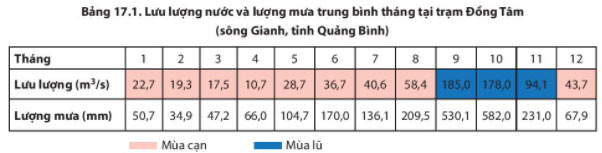 Bảng 17.1. Lưu lượng nước và lượng mưa trung bình tháng tại trạm Đồng Tâm
(sông Gianh, tỉnh Quảng Bình)
Tháng 1 2 3 4 5 6 7 8 9 10 11 12
Lưu lượng (m³/s) 22,7 19,3 17,5 10,7 28,7 36,7 40,6 58,4 185,0 178,0 94,1 43,7
Lượng mưa (mm) 50,7 34,9 47,2 66,0 104,7 170,0 136,1 209,5 530,1 582,0 231,0 67,9
Mùa cạn Mùa lũ